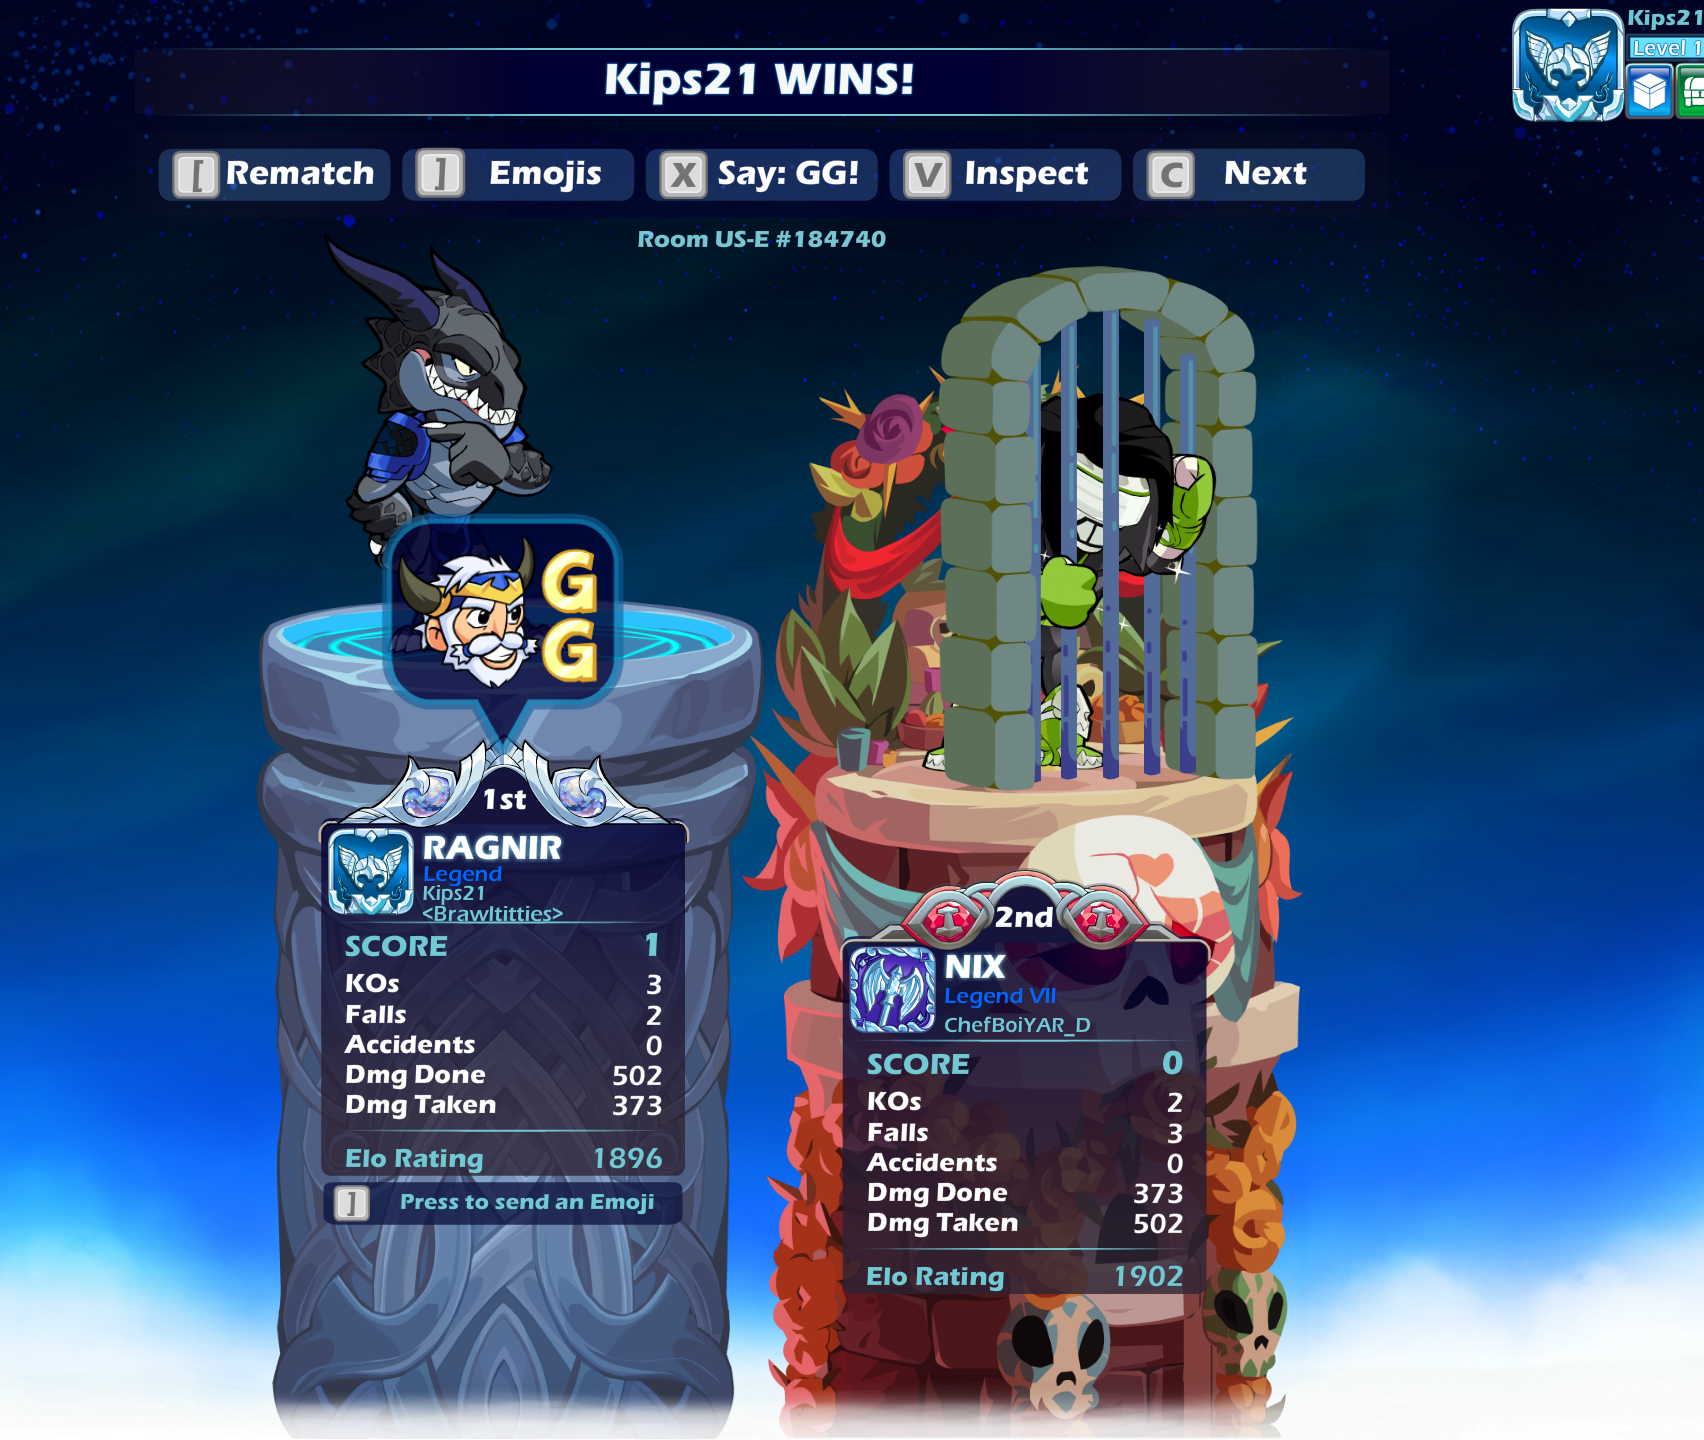 Kips21
Level 1
Kips21 WINS!
[ Rematch
] Emojis
X Say: GG!
V Inspect
C Next
Room US-E #184740
G
G
1st
RAGNIR
Legend
Kips21
<Brawltitties>
SCORE 1
KOs 3
Falls 2
Accidents 0
Dmg Done 502
Dmg Taken 373
Elo Rating 1896
] Press to send an Emoji
2nd
NIX
Legend VII
ChefBoiYAR_D
SCORE 0
KOs 2
Falls 3
Accidents 0
Dmg Done 373
Dmg Taken 502
Elo Rating 1902